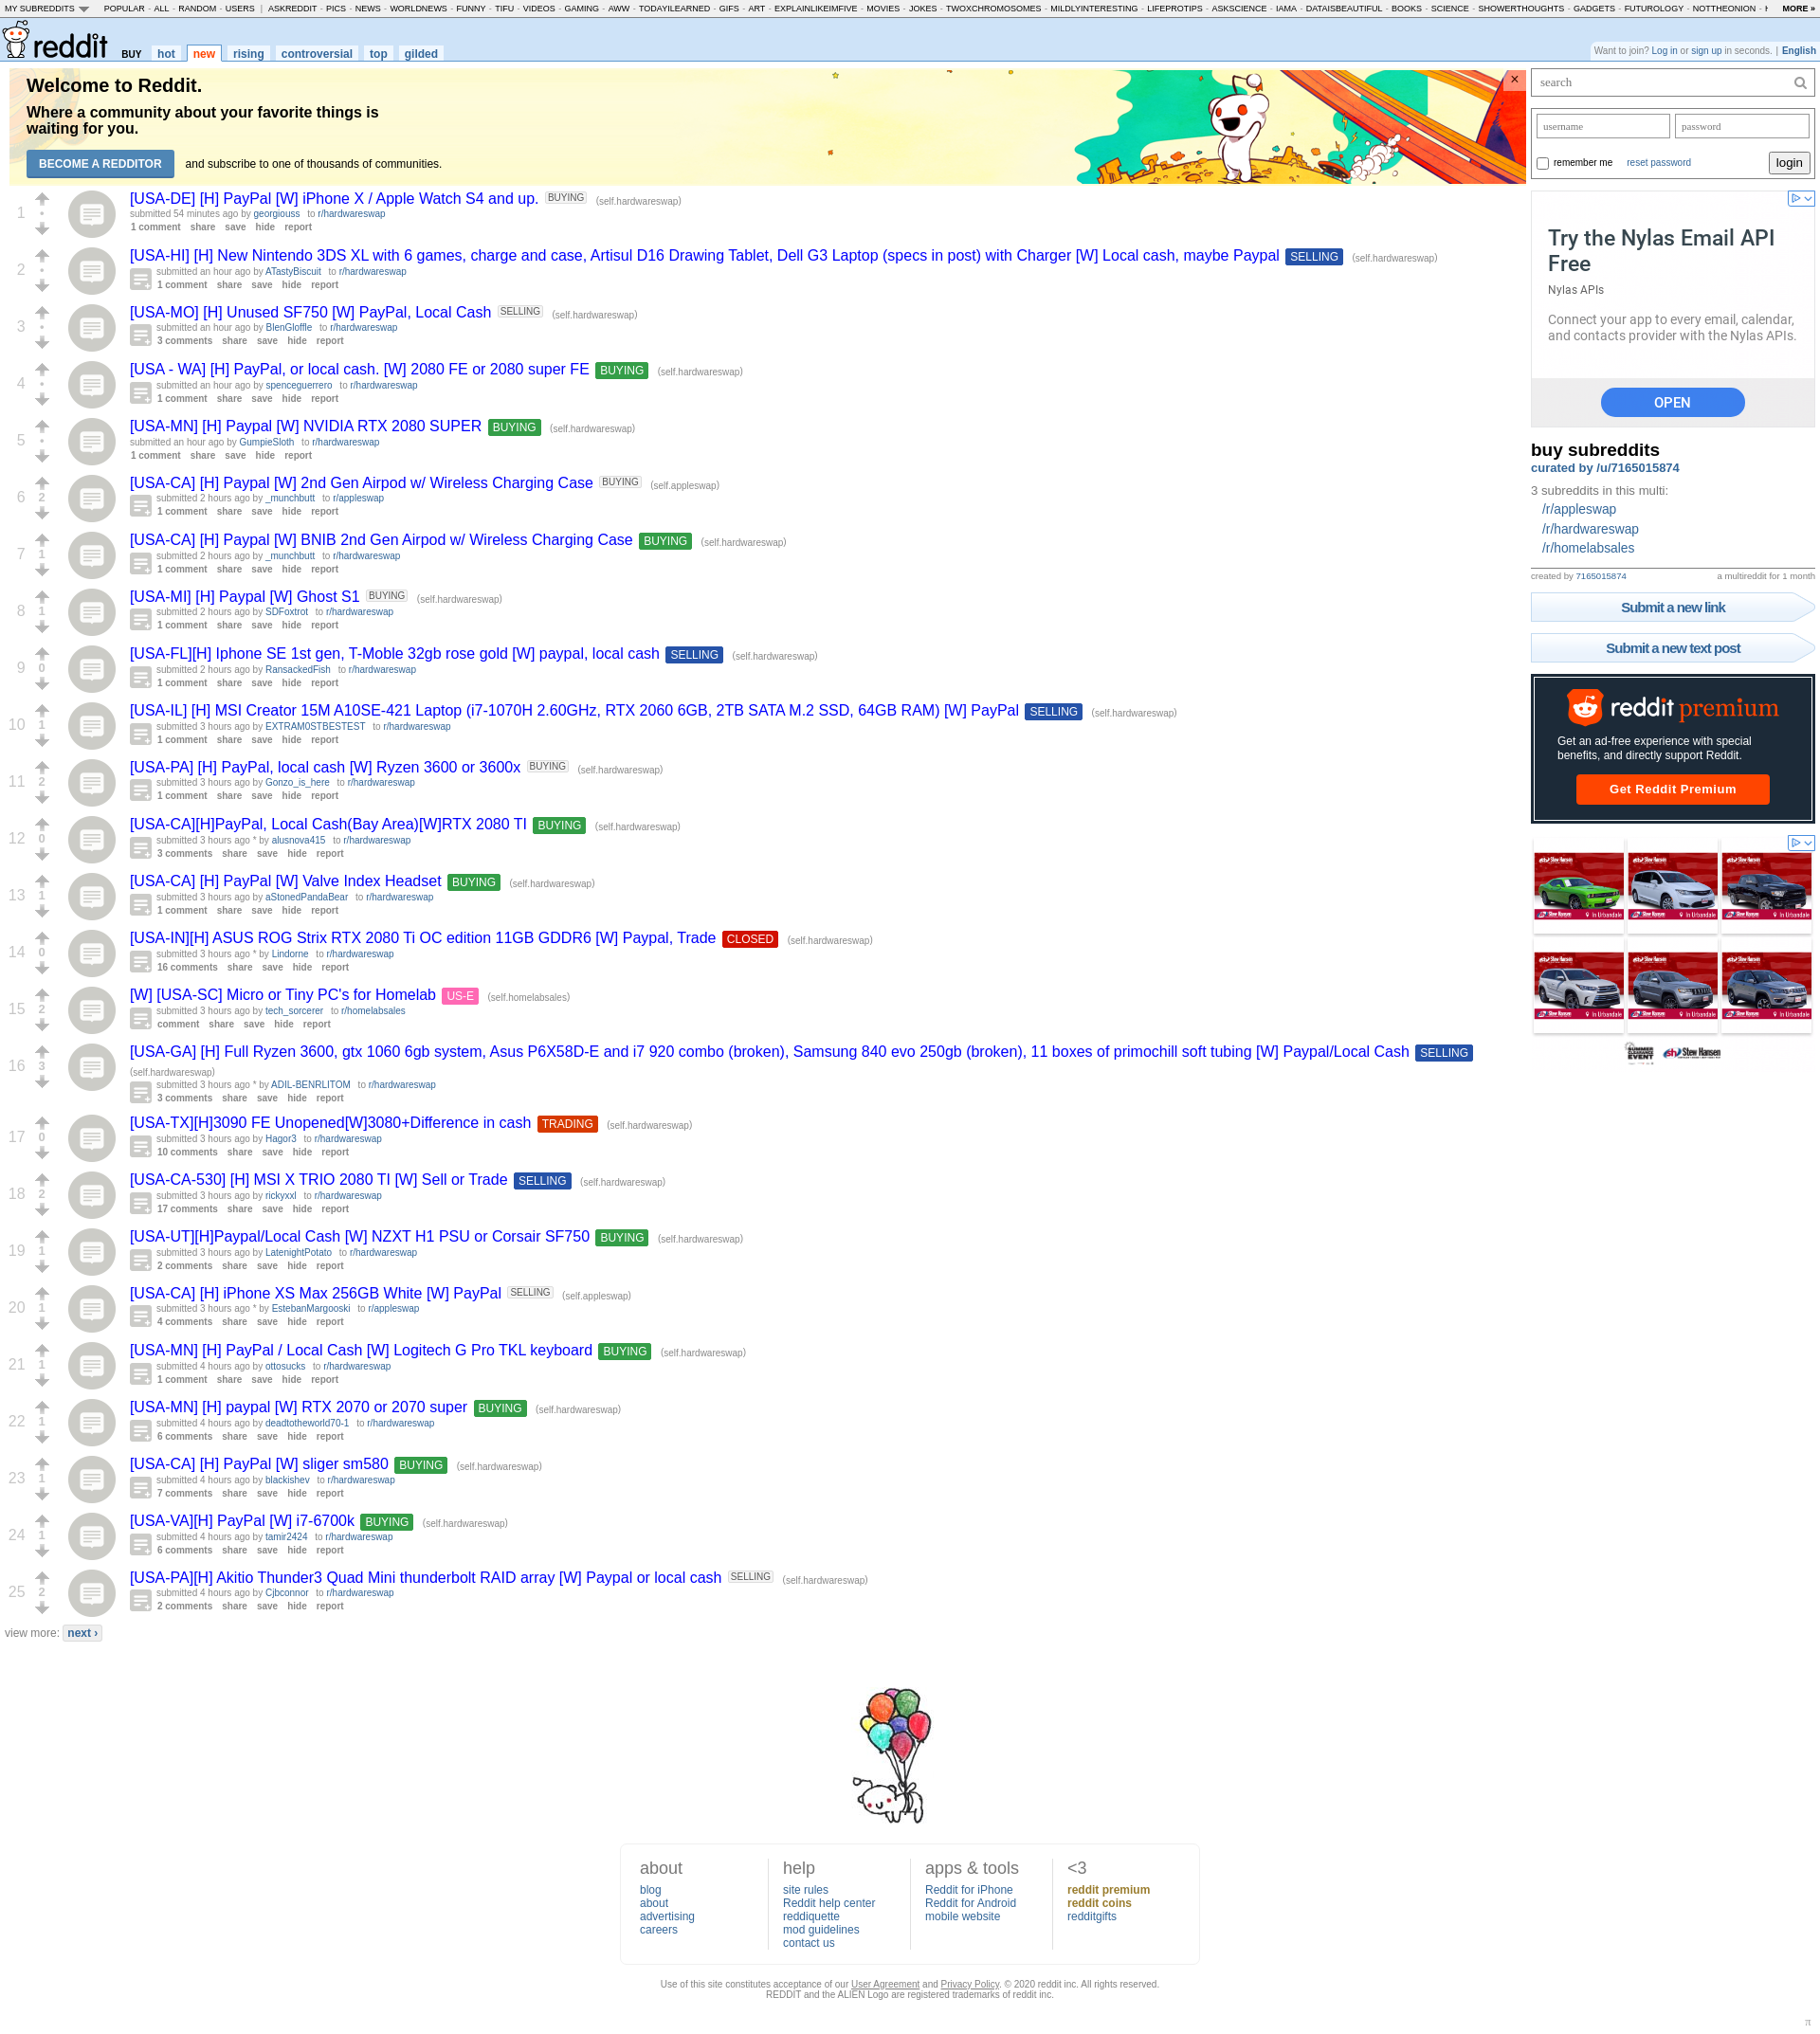 MY SUBREDDITS POPULAR - ALL - RANDOM - USERS | ASKREDDIT - PICS - NEWS - WORLDNEWS - FUNNY - TIFU - VIDEOS - GAMING - AWW - TODAYILEARNED - GIFS - ART - EXPLAINLIKEIMFIVE - MOVIES - JOKES - TWOXCHROMOSOMES - MILDLYINTERESTING - LIFEPROTIPS - ASKSCIENCE - IAMA - DATAISBEAUTIFUL - BOOKS - SCIENCE - SHOWERTHOUGHTS - GADGETS - FUTUROLOGY - NOTTHEONION - MORE »
reddit BUY hot new rising controversial top gilded
Want to join? Log in or sign up in seconds. | English
Welcome to Reddit.
Where a community about your favorite things is
waiting for you.
BECOME A REDDITOR and subscribe to one of thousands of communities.
×
1
[USA-DE] [H] PayPal [W] iPhone X / Apple Watch S4 and up. BUYING (self.hardwareswap)
submitted 54 minutes ago by georgiouss to r/hardwareswap
1 comment share save hide report
2
[USA-HI] [H] New Nintendo 3DS XL with 6 games, charge and case, Artisul D16 Drawing Tablet, Dell G3 Laptop (specs in post) with Charger [W] Local cash, maybe Paypal SELLING (self.hardwareswap)
submitted an hour ago by ATastyBiscuit to r/hardwareswap
1 comment share save hide report
3
[USA-MO] [H] Unused SF750 [W] PayPal, Local Cash SELLING (self.hardwareswap)
submitted an hour ago by BlenGloffle to r/hardwareswap
3 comments share save hide report
4
[USA - WA] [H] PayPal, or local cash. [W] 2080 FE or 2080 super FE BUYING (self.hardwareswap)
submitted an hour ago by spenceguerrero to r/hardwareswap
1 comment share save hide report
5
[USA-MN] [H] Paypal [W] NVIDIA RTX 2080 SUPER BUYING (self.hardwareswap)
submitted an hour ago by GumpieSloth to r/hardwareswap
1 comment share save hide report
6 2
[USA-CA] [H] Paypal [W] 2nd Gen Airpod w/ Wireless Charging Case BUYING (self.appleswap)
submitted 2 hours ago by _munchbutt to r/appleswap
1 comment share save hide report
7 1
[USA-CA] [H] Paypal [W] BNIB 2nd Gen Airpod w/ Wireless Charging Case BUYING (self.hardwareswap)
submitted 2 hours ago by _munchbutt to r/hardwareswap
1 comment share save hide report
8 1
[USA-MI] [H] Paypal [W] Ghost S1 BUYING (self.hardwareswap)
submitted 2 hours ago by SDFoxtrot to r/hardwareswap
1 comment share save hide report
9 0
[USA-FL][H] Iphone SE 1st gen, T-Moble 32gb rose gold [W] paypal, local cash SELLING (self.hardwareswap)
submitted 2 hours ago by RansackedFish to r/hardwareswap
1 comment share save hide report
10 1
[USA-IL] [H] MSI Creator 15M A10SE-421 Laptop (i7-1070H 2.60GHz, RTX 2060 6GB, 2TB SATA M.2 SSD, 64GB RAM) [W] PayPal SELLING (self.hardwareswap)
submitted 2 hours ago by EXTRAM0STBESTEST to r/hardwareswap
1 comment share save hide report
11 2
[USA-PA] [H] PayPal, local cash [W] Ryzen 3600 or 3600x BUYING (self.hardwareswap)
submitted 3 hours ago by Gonzo_is_here to r/hardwareswap
1 comment share save hide report
12 0
[USA-CA][H]PayPal, Local Cash(Bay Area)[W]RTX 2080 TI BUYING (self.hardwareswap)
submitted 3 hours ago * by alusnova415 to r/hardwareswap
3 comments share save hide report
13 1
[USA-CA] [H] PayPal [W] Valve Index Headset BUYING (self.hardwareswap)
submitted 3 hours ago by aStonedPandaBear to r/hardwareswap
1 comment share save hide report
14 0
[USA-IN][H] ASUS ROG Strix RTX 2080 Ti OC edition 11GB GDDR6 [W] Paypal, Trade CLOSED (self.hardwareswap)
submitted 3 hours ago * by Lindorne to r/hardwareswap
16 comments share save hide report
15 2
[W] [USA-SC] Micro or Tiny PC's for Homelab US-E (self.homelabsales)
submitted 3 hours ago by tech_sorcerer to r/homelabsales
comment share save hide report
16 3
[USA-GA] [H] Full Ryzen 3600, gtx 1060 6gb system, Asus P6X58D-E and i7 920 combo (broken), Samsung 840 evo 250gb (broken), 11 boxes of primochill soft tubing [W] Paypal/Local Cash SELLING
(self.hardwareswap)
submitted 3 hours ago * by ADIL-BENRLITOM to r/hardwareswap
3 comments share save hide report
17 0
[USA-TX][H]3090 FE Unopened[W]3080+Difference in cash TRADING (self.hardwareswap)
submitted 3 hours ago by Hagor3 to r/hardwareswap
10 comments share save hide report
18 2
[USA-CA-530] [H] MSI X TRIO 2080 TI [W] Sell or Trade SELLING (self.hardwareswap)
submitted 3 hours ago by rickyxxl to r/hardwareswap
17 comments share save hide report
19 1
[USA-UT][H]Paypal/Local Cash [W] NZXT H1 PSU or Corsair SF750 BUYING (self.hardwareswap)
submitted 3 hours ago by LatenightPotato to r/hardwareswap
2 comments share save hide report
20 1
[USA-CA] [H] iPhone XS Max 256GB White [W] PayPal SELLING (self.appleswap)
submitted 3 hours ago * by EstebanMargooski to r/appleswap
4 comments share save hide report
21 1
[USA-MN] [H] PayPal / Local Cash [W] Logitech G Pro TKL keyboard BUYING (self.hardwareswap)
submitted 4 hours ago by ottosucks to r/hardwareswap
1 comment share save hide report
22 1
[USA-MN] [H] paypal [W] RTX 2070 or 2070 super BUYING (self.hardwareswap)
submitted 4 hours ago by deadtotheworld70-1 to r/hardwareswap
6 comments share save hide report
23 1
[USA-CA] [H] PayPal [W] sliger sm580 BUYING (self.hardwareswap)
submitted 4 hours ago by blackishev to r/hardwareswap
7 comments share save hide report
24 1
[USA-VA][H] PayPal [W] i7-6700k BUYING (self.hardwareswap)
submitted 4 hours ago by tamir2424 to r/hardwareswap
6 comments share save hide report
25 2
[USA-PA][H] Akitio Thunder3 Quad Mini thunderbolt RAID array [W] Paypal or local cash SELLING (self.hardwareswap)
submitted 4 hours ago by Cjbconnor to r/hardwareswap
2 comments share save hide report
view more: next ›
search
username password
remember me reset password login
Try the Nylas Email API
Free
Nylas APIs
Connect your app to every email, calendar,
and contacts provider with the Nylas APIs.
OPEN
buy subreddits
curated by /u/7165015874
3 subreddits in this multi:
/r/appleswap
/r/hardwareswap
/r/homelabsales
created by 7165015874 a multireddit for 1 month
Submit a new link
Submit a new text post
reddit premium
Get an ad-free experience with special
benefits, and directly support Reddit.
Get Reddit Premium
Stew Hansen Stew Hansen Stew Hansen
In Urbandale In Urbandale In Urbandale
Stew Hansen Stew Hansen Stew Hansen
In Urbandale In Urbandale In Urbandale
SUMMER CLEARANCE EVENT Stew Hansen
about help apps & tools <3
blog site rules Reddit for iPhone reddit premium
about Reddit help center Reddit for Android reddit coins
advertising reddiquette mobile website redditgifts
careers mod guidelines
contact us
Use of this site constitutes acceptance of our User Agreement and Privacy Policy. © 2020 reddit inc. All rights reserved.
REDDIT and the ALIEN Logo are registered trademarks of reddit inc.
π